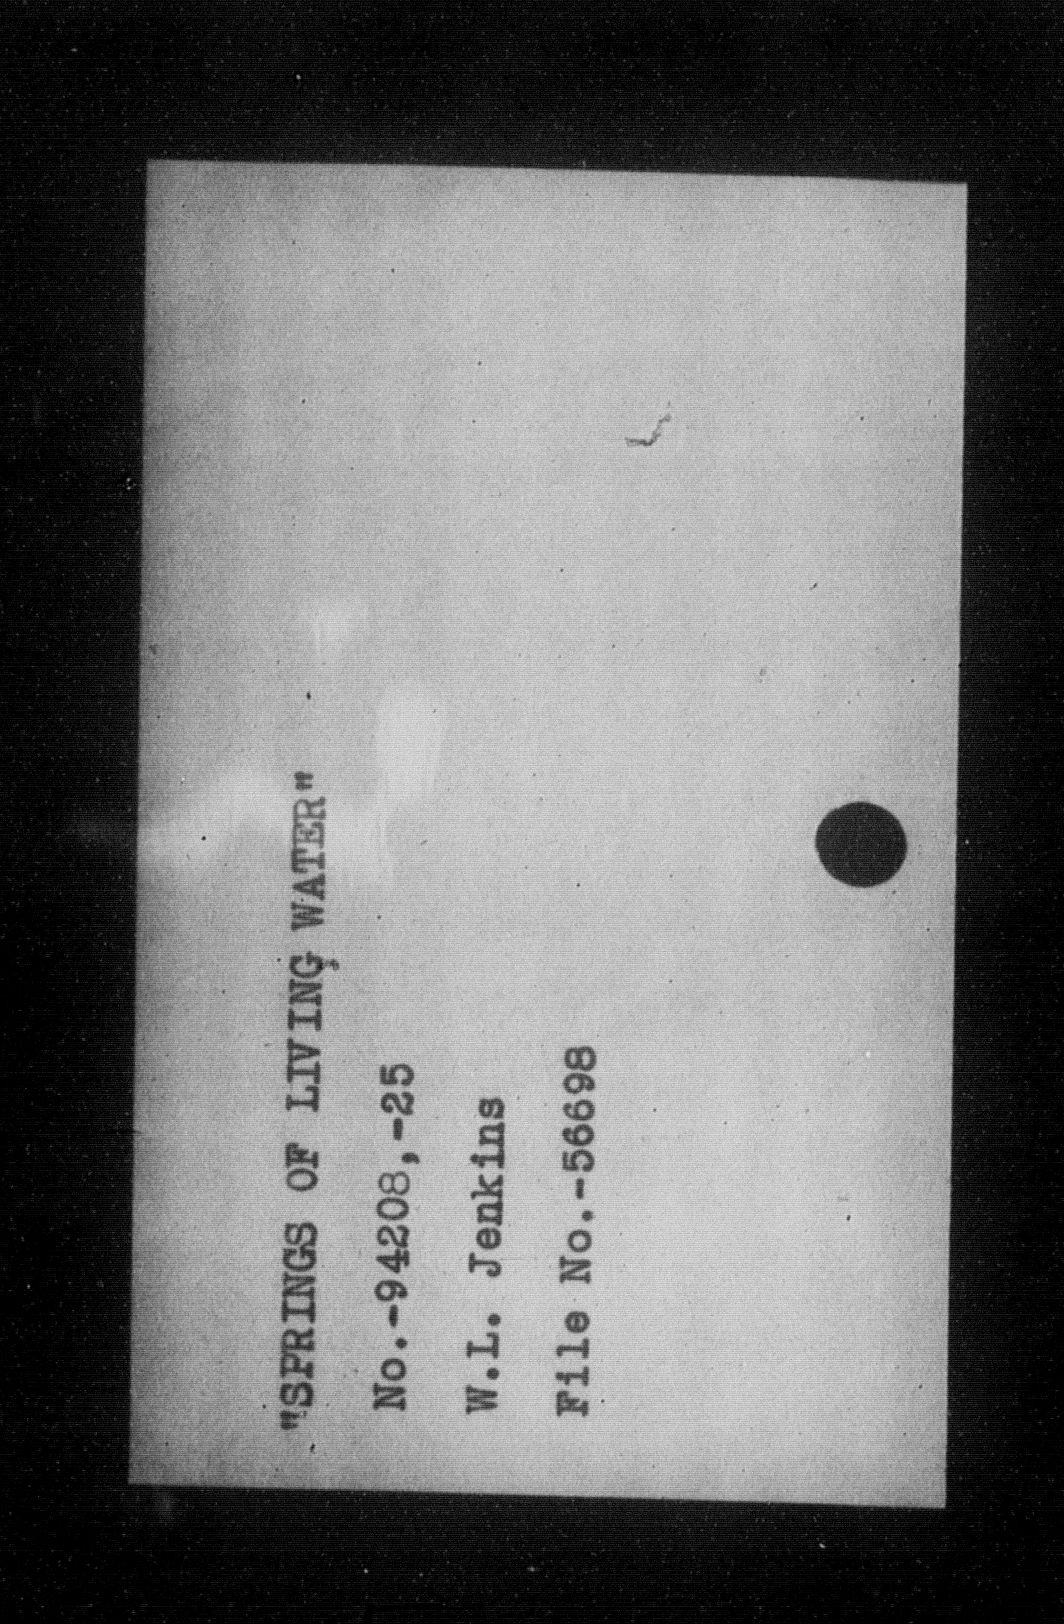 "SPRINGS OF LIVING WATER"
No.-94208,-25
W.L. Jenkins
File No.-56698